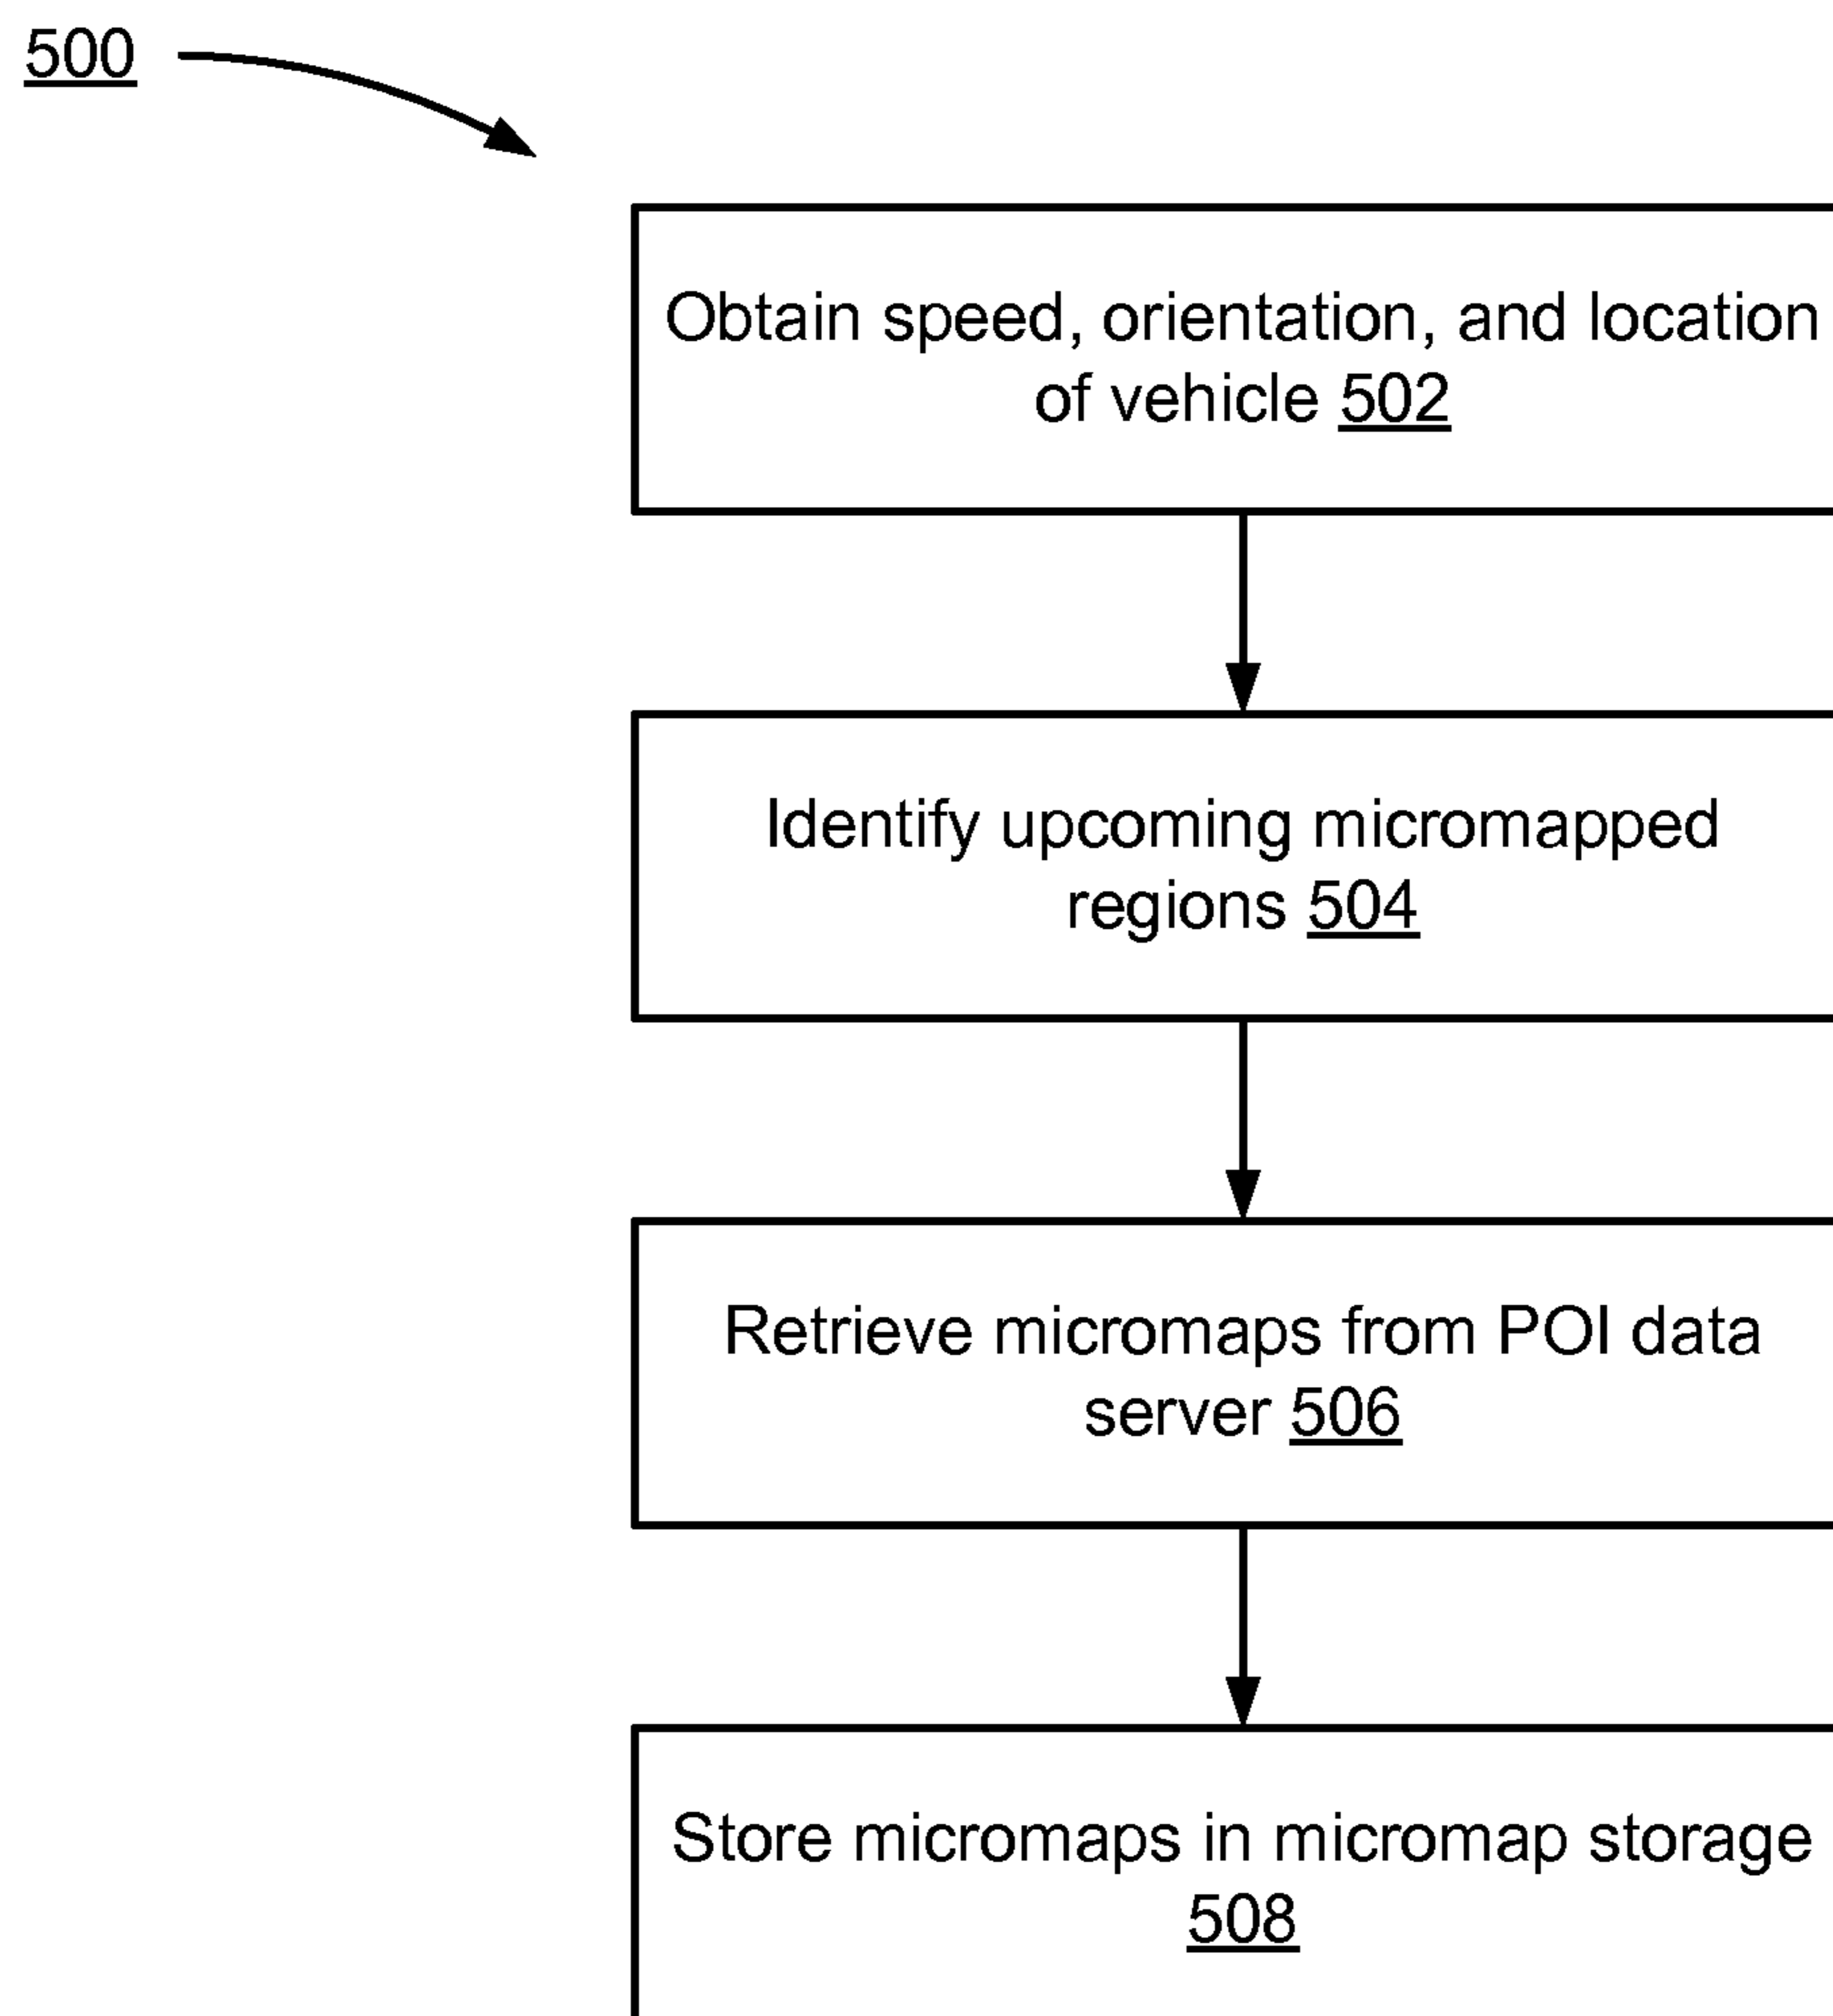 500
Obtain speed, orientation, and location
of vehicle 502
Identify upcoming micromapped
regions 504
Retrieve micromaps from POI data
server 506
Store micromaps in micromap storage
508